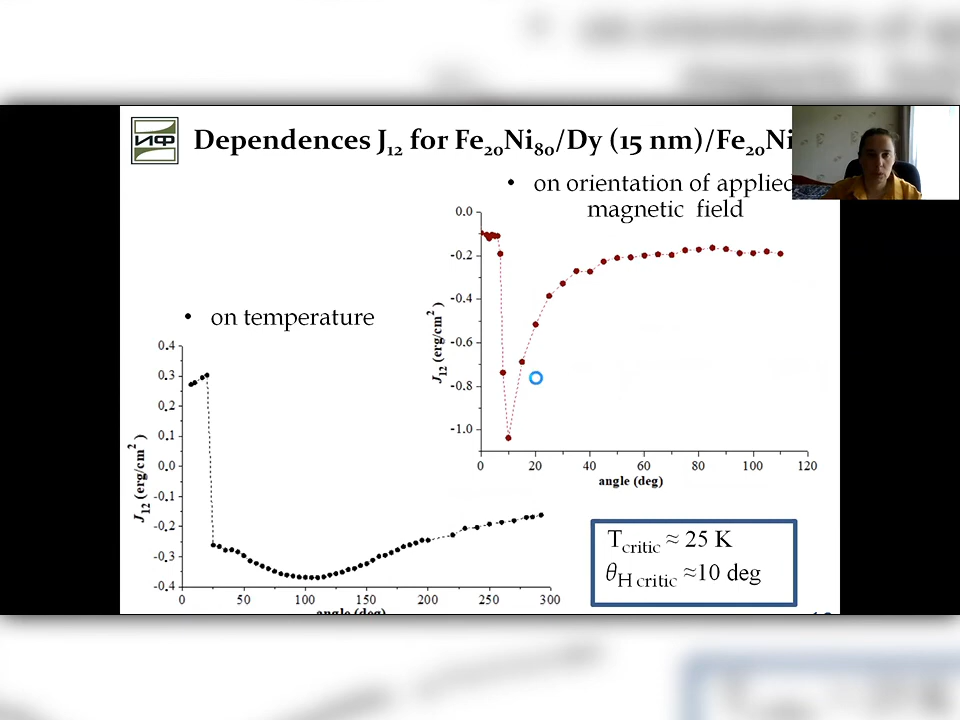 ИФ
Dependences J₁₂ for Fe₂₀Ni₈₀/Dy (15 nm)/Fe₂₀Ni
• on orientation of applied
magnetic field
• on temperature
0.0
-0.2
-0.4
-0.6
-0.8
-1.0
J₁₂ (erg/cm²)
0 20 40 60 80 100 120
angle (deg)
0.4
0.3
0.2
0.1
0.0
-0.1
-0.2
-0.3
-0.4
J₁₂ (erg/cm²)
0 50 100 150 200 250 300
angle (deg)
T critic ≈ 25 K
θ H critic ≈10 deg